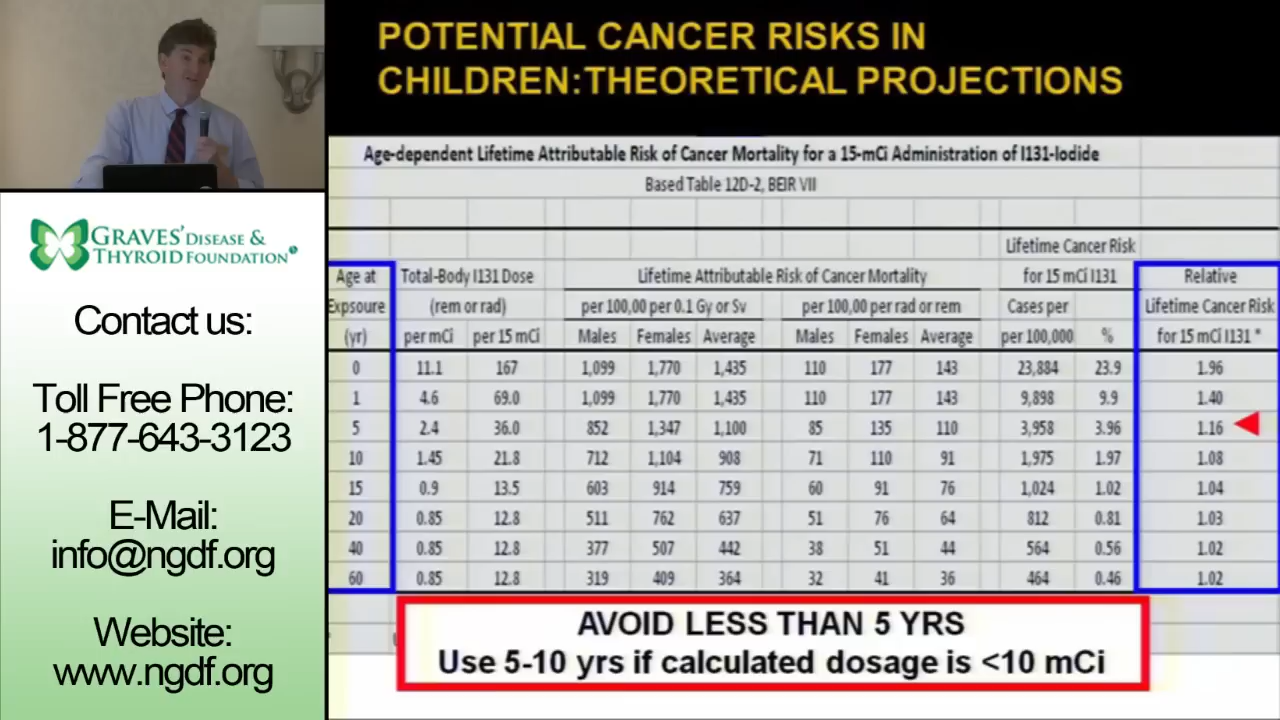 POTENTIAL CANCER RISKS IN
CHILDREN:THEORETICAL PROJECTIONS
Age-dependent Lifetime Attributable Risk of Cancer Mortality for a 15-mCi Administration of I131-Iodide
Based Table 12D-2, BEIR VII
Lifetime Cancer Risk
Age at Total-Body I131 Dose Lifetime Attributable Risk of Cancer Mortality for 15 mCi I131 Relative
Expsoure (rem or rad) per 100,00 per 0.1 Gy or Sv per 100,00 per rad or rem Cases per Lifetime Cancer Risk
(yr) per mCi per 15 mCi Males Females Average Males Females Average per 100,000 % for 15 mCi I131 *
0 11.1 167 1,099 1,770 1,435 110 177 143 23,884 23.9 1.96
1 4.6 69.0 1,099 1,770 1,435 110 177 143 9,898 9.9 1.40
5 2.4 36.0 852 1,347 1,100 85 135 110 3,958 3.96 1.16
10 1.45 21.8 712 1,104 908 71 110 91 1,975 1.97 1.08
15 0.9 13.5 603 914 759 60 91 76 1,024 1.02 1.04
20 0.85 12.8 511 762 637 51 76 64 812 0.81 1.03
40 0.85 12.8 377 507 442 38 51 44 564 0.56 1.02
60 0.85 12.8 319 409 364 32 41 36 464 0.46 1.02
AVOID LESS THAN 5 YRS
Use 5-10 yrs if calculated dosage is <10 mCi
GRAVES' DISEASE &
THYROID FOUNDATION
Contact us:
Toll Free Phone:
1-877-643-3123
E-Mail:
info@ngdf.org
Website:
www.ngdf.org